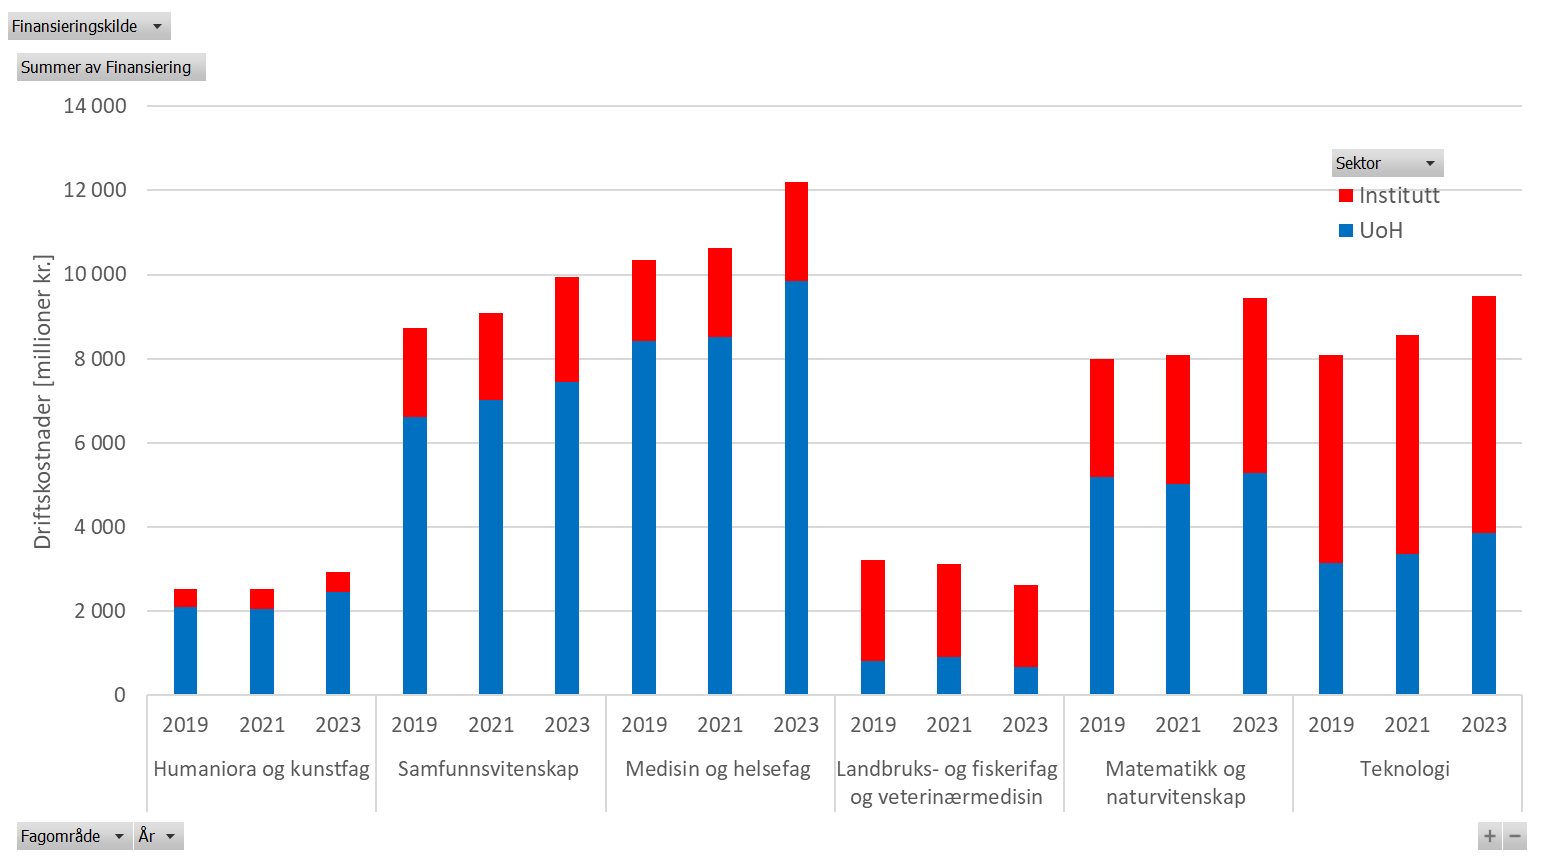 Finansieringskilde
Summer av Finansiering
14 000
12 000
10 000
8 000
6 000
4 000
2 000
0
Driftskostnader [millioner kr.]
Sektor
Institutt
UoH
2019 2021 2023 2019 2021 2023 2019 2021 2023 2019 2021 2023 2019 2021 2023 2019 2021 2023
Humaniora og kunstfag Samfunnsvitenskap Medisin og helsefag Landbruks- og fiskerifag Matematikk og Teknologi
og veterinærmedisin naturvitenskap
Fagområde År + −